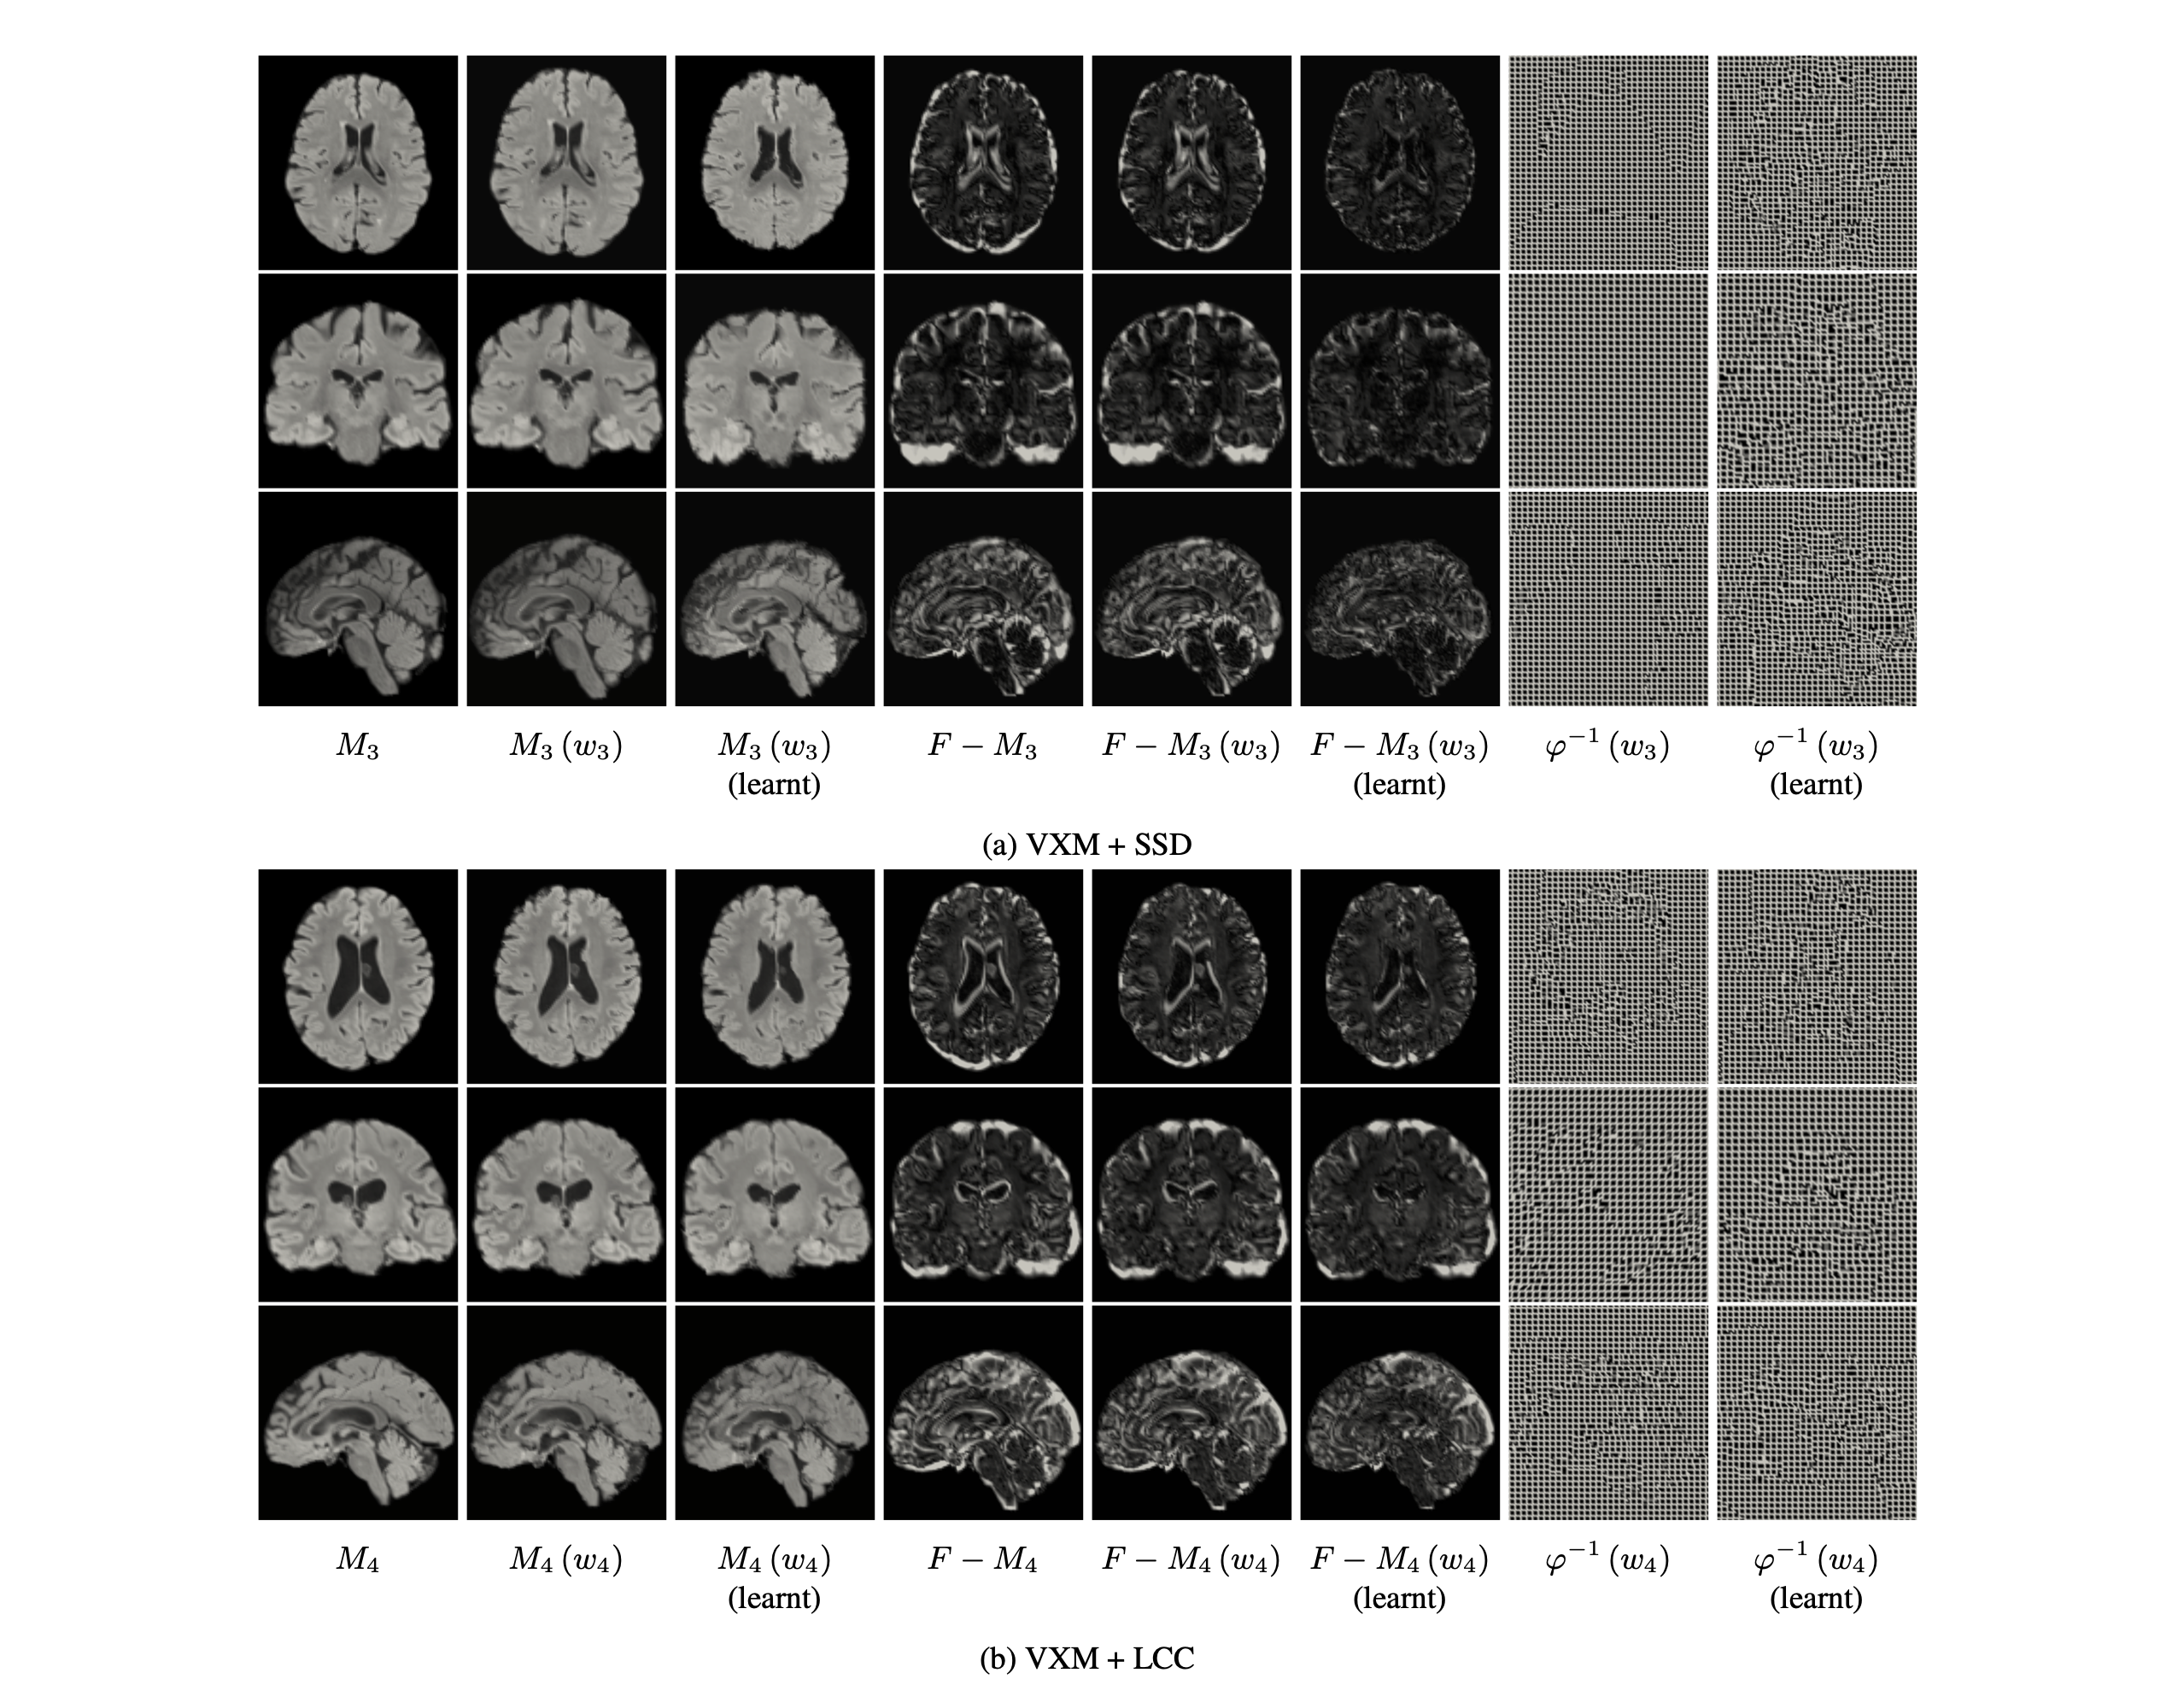 M₃ M₃ (w₃) M₃ (w₃) F − M₃ F − M₃ (w₃) F − M₃ (w₃) φ⁻¹ (w₃) φ⁻¹ (w₃)
(learnt) (learnt) (learnt)
(a) VXM + SSD
M₄ M₄ (w₄) M₄ (w₄) F − M₄ F − M₄ (w₄) F − M₄ (w₄) φ⁻¹ (w₄) φ⁻¹ (w₄)
(learnt) (learnt) (learnt)
(b) VXM + LCC